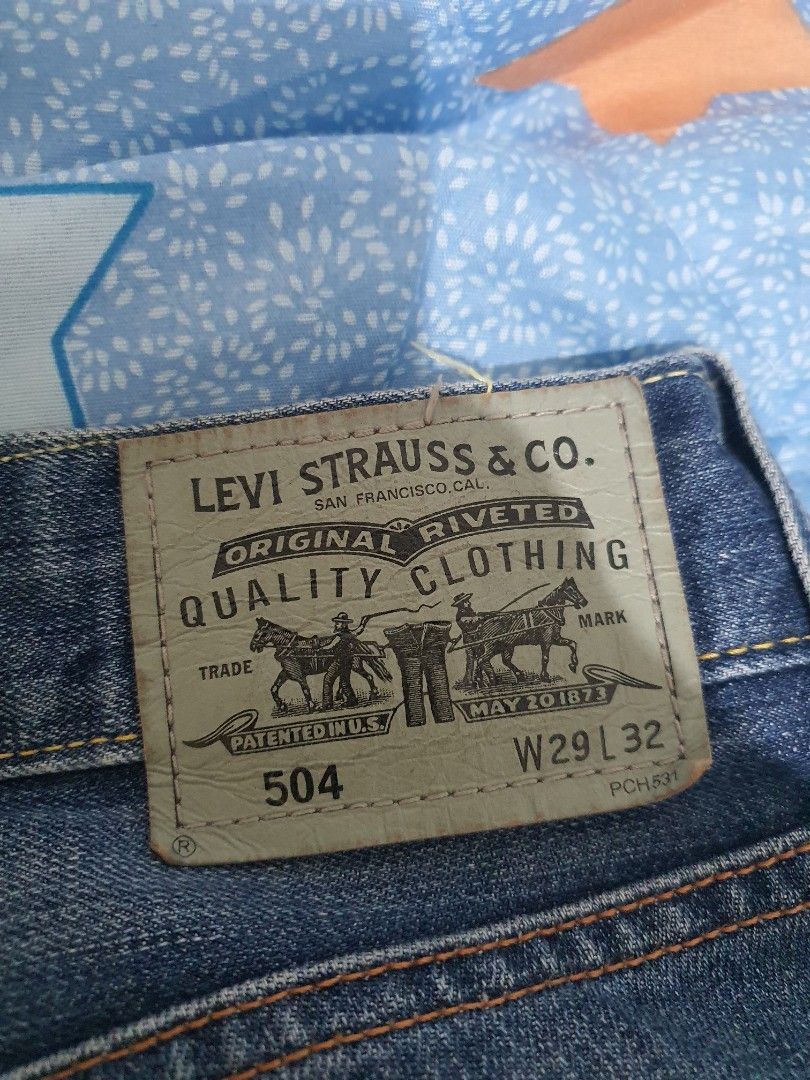 LEVI STRAUSS & CO.
SAN FRANCISCO, CAL.
ORIGINAL RIVETED
QUALITY CLOTHING
TRADE MARK
PATENTED IN U.S. MAY 20 1873
504 W29 L32
PCH531
®